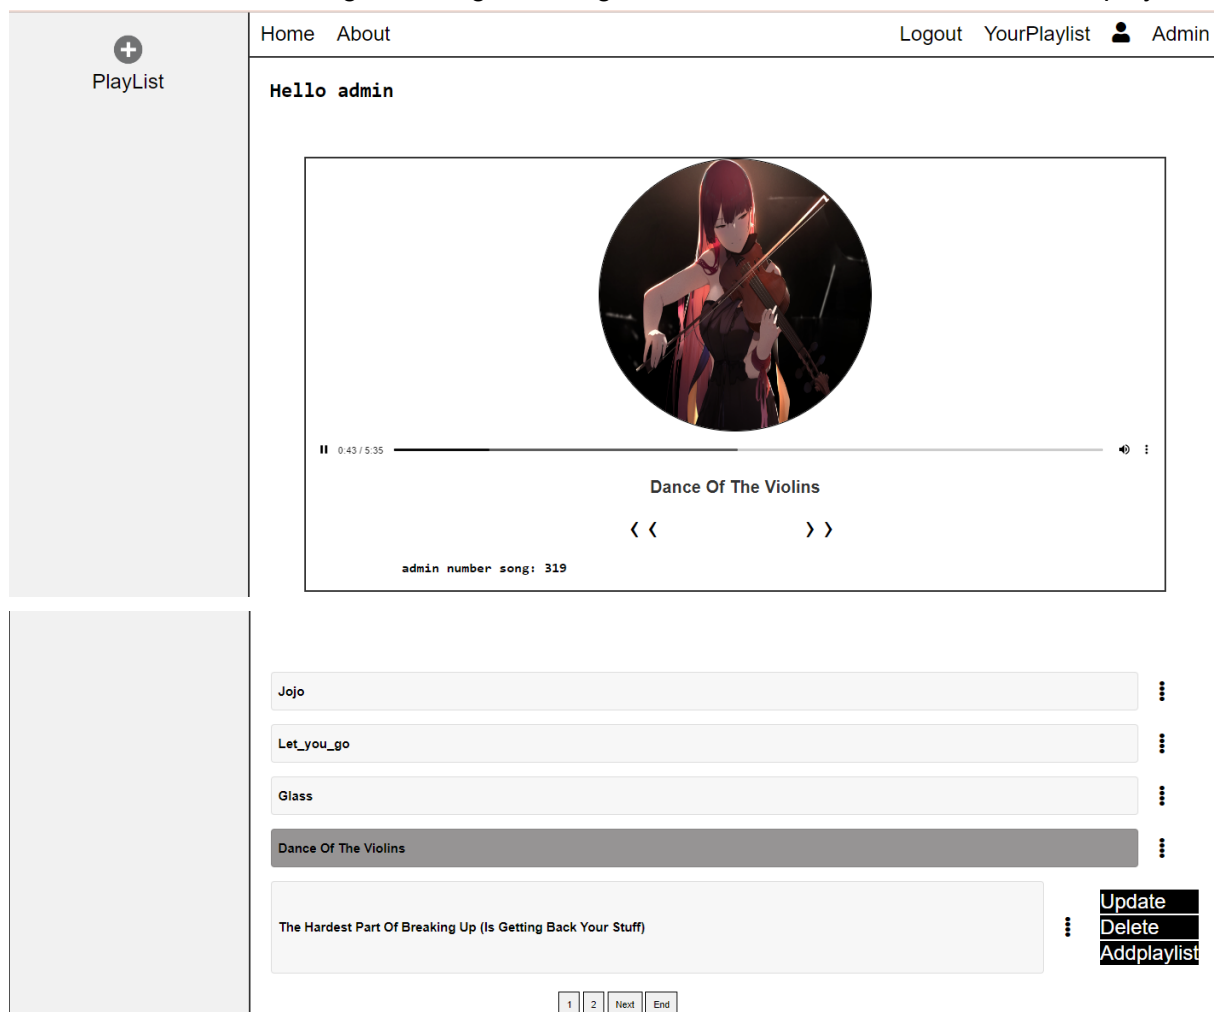 PlayList
Home About Logout YourPlaylist Admin
Hello admin
0:43 / 5:35
Dance Of The Violins
❬ ❬ ❭ ❭
admin number song: 319
Jojo
Let_you_go
Glass
Dance Of The Violins
The Hardest Part Of Breaking Up (Is Getting Back Your Stuff)
Update
Delete
Addplaylist
1 2 Next End